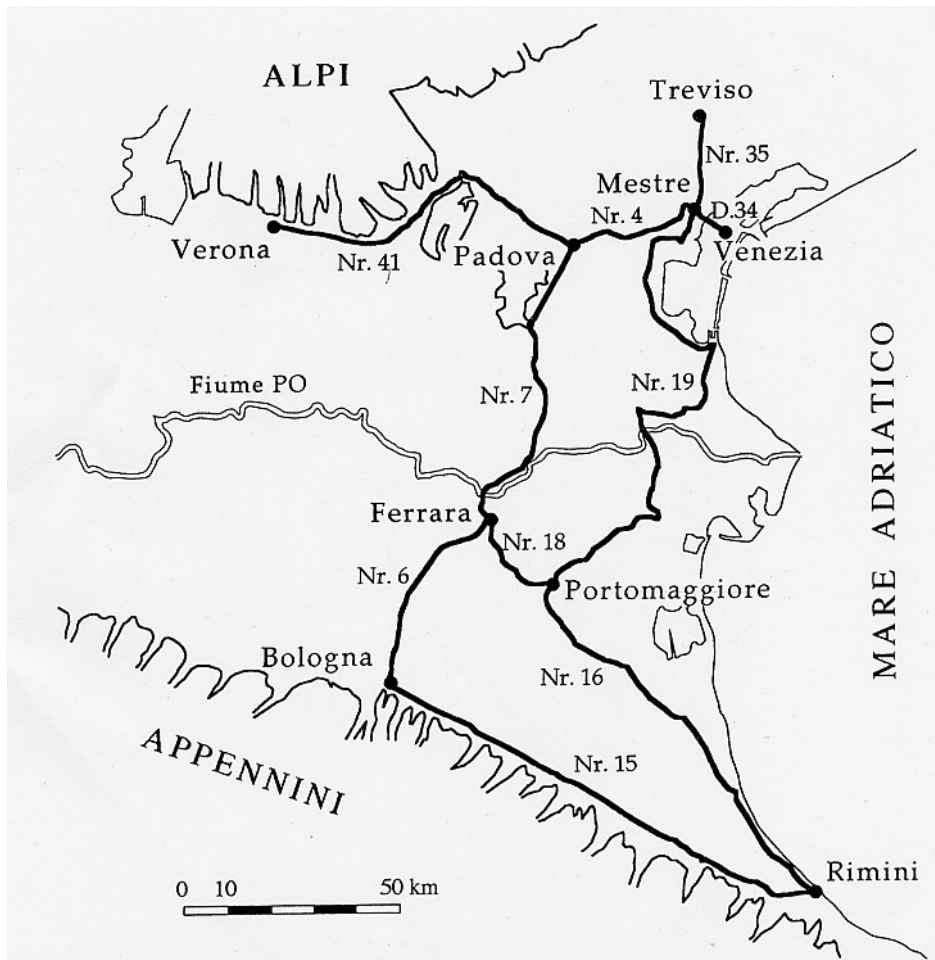 ALPI
Treviso
Nr. 35
Mestre
D.34
Nr. 4
Verona
Nr. 41
Padova
Venezia
Fiume PO
Nr. 7
Nr. 19
MARE ADRIATICO
Ferrara
Nr. 18
Nr. 6
Portomaggiore
Bologna
Nr. 16
APPENNINI
Nr. 15
Rimini
0 10 50 km